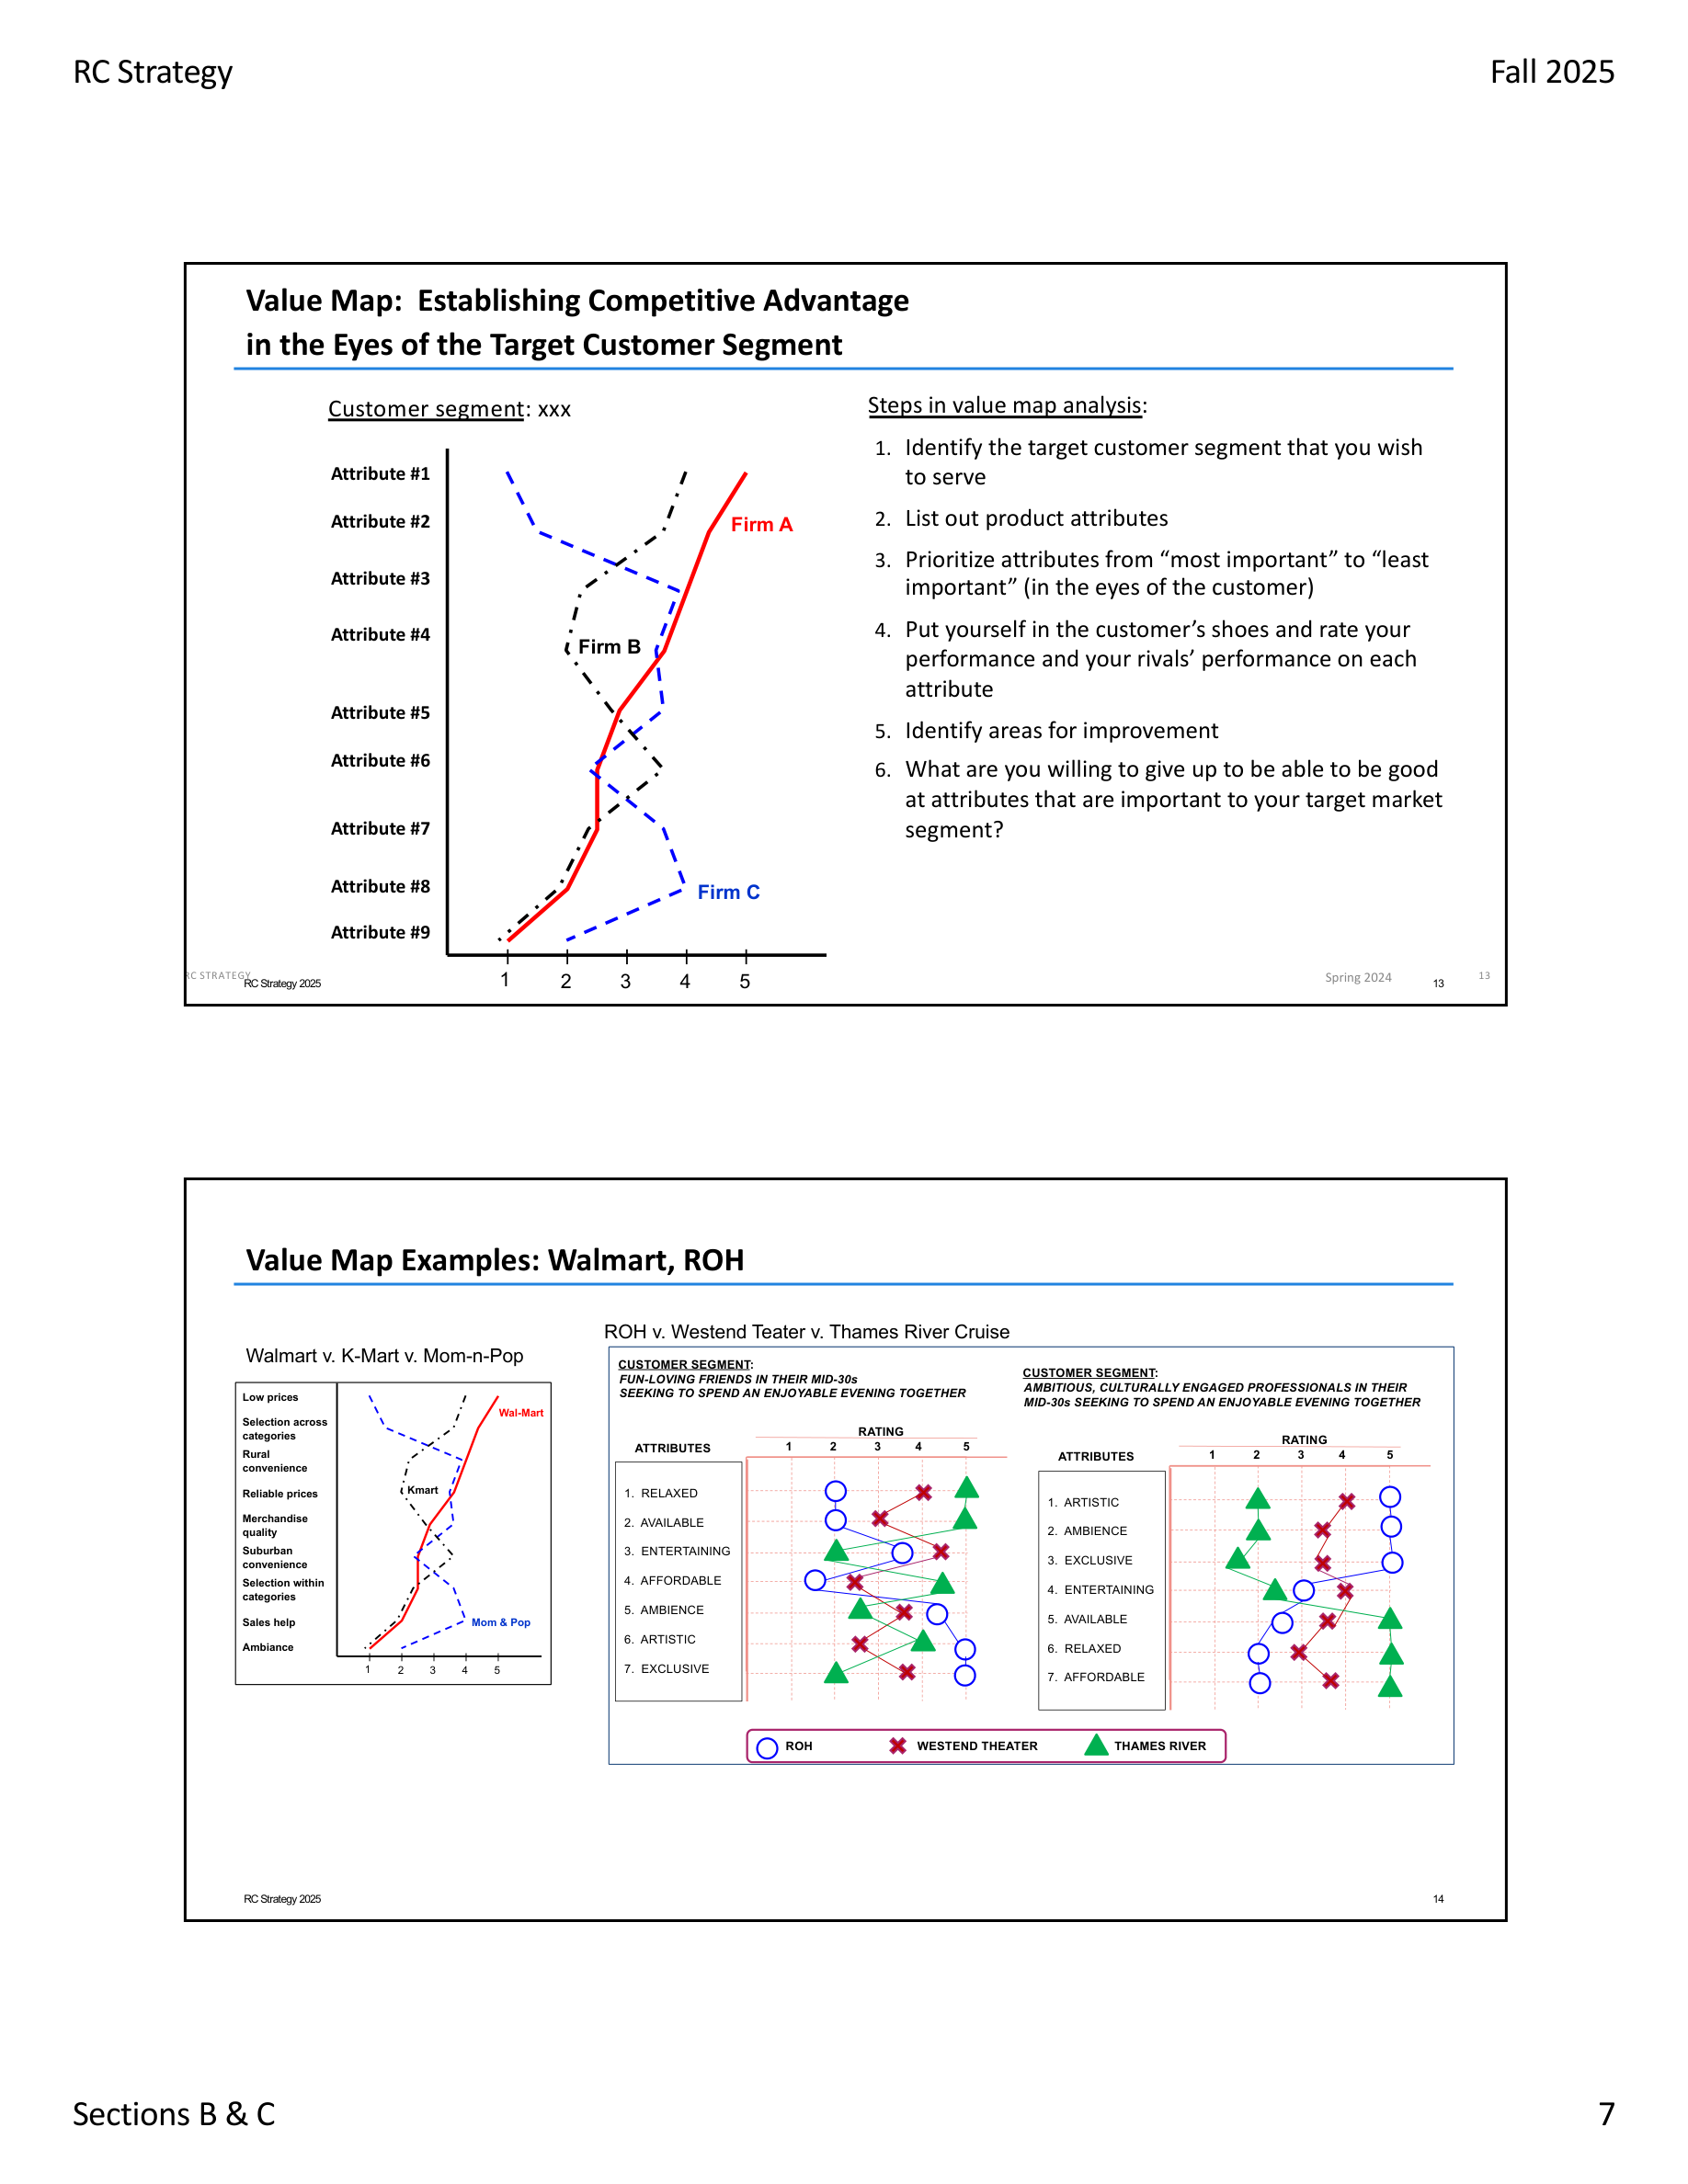 RC Strategy
Fall 2025
Value Map:  Establishing Competitive Advantage
in the Eyes of the Target Customer Segment
Customer segment: xxx
Attribute #1
Attribute #2
Attribute #3
Attribute #4
Attribute #5
Attribute #6
Attribute #7
Attribute #8
Attribute #9
Firm A
Firm B
Firm C
1 2 3 4 5
Steps in value map analysis:
1. Identify the target customer segment that you wish
to serve
2. List out product attributes
3. Prioritize attributes from “most important” to “least
important” (in the eyes of the customer)
4. Put yourself in the customer’s shoes and rate your
performance and your rivals’ performance on each
attribute
5. Identify areas for improvement
6. What are you willing to give up to be able to be good
at attributes that are important to your target market
segment?
RC STRATEGY
RC Strategy 2025
Spring 2024
13
13
Value Map Examples: Walmart, ROH
Walmart v. K-Mart v. Mom-n-Pop
Low prices
Selection across
categories
Rural
convenience
Reliable prices
Merchandise
quality
Suburban
convenience
Selection within
categories
Sales help
Ambiance
Wal-Mart
Kmart
Mom & Pop
1 2 3 4 5
ROH v. Westend Teater v. Thames River Cruise
CUSTOMER SEGMENT:
FUN-LOVING FRIENDS IN THEIR MID-30s
SEEKING TO SPEND AN ENJOYABLE EVENING TOGETHER
RATING
ATTRIBUTES
1 2 3 4 5
1. RELAXED
2. AVAILABLE
3. ENTERTAINING
4. AFFORDABLE
5. AMBIENCE
6. ARTISTIC
7. EXCLUSIVE
CUSTOMER SEGMENT:
AMBITIOUS, CULTURALLY ENGAGED PROFESSIONALS IN THEIR
MID-30s SEEKING TO SPEND AN ENJOYABLE EVENING TOGETHER
RATING
ATTRIBUTES
1 2 3 4 5
1. ARTISTIC
2. AMBIENCE
3. EXCLUSIVE
4. ENTERTAINING
5. AVAILABLE
6. RELAXED
7. AFFORDABLE
ROH
WESTEND THEATER
THAMES RIVER
RC Strategy 2025
14
Sections B & C
7